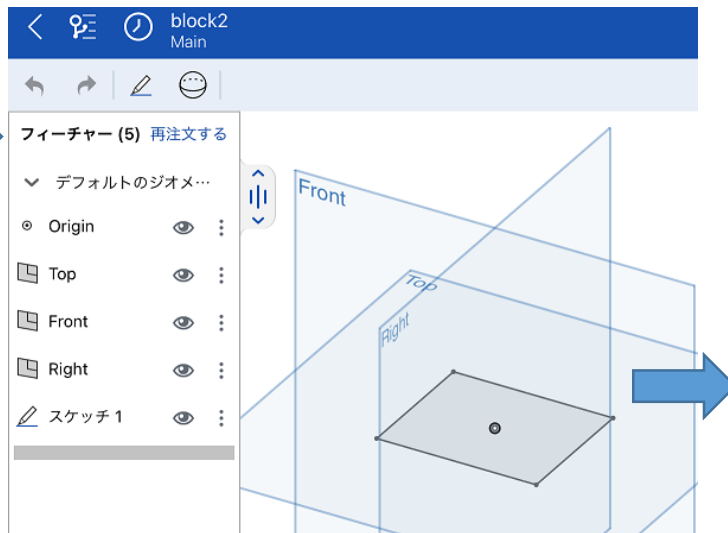 block2
Main
フィーチャー (5) 再注文する
デフォルトのジオメ…
Origin
Top
Front
Right
スケッチ 1
Front
Top
Right